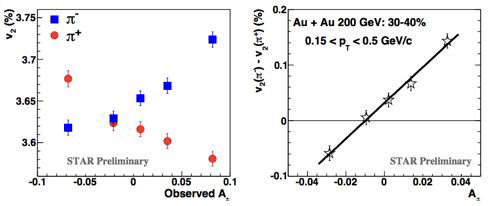 v₂ (%)
3.75
3.7
3.65
3.6
π⁻
π⁺
STAR Preliminary
-0.1 -0.05 0 0.05 0.1
Observed A±
v₂(π⁻) - v₂(π⁺) (%)
0.2
0.1
0
-0.1
Au + Au 200 GeV: 30-40%
0.15 < pT < 0.5 GeV/c
STAR Preliminary
-0.04 -0.02 0 0.02 0.04
A±